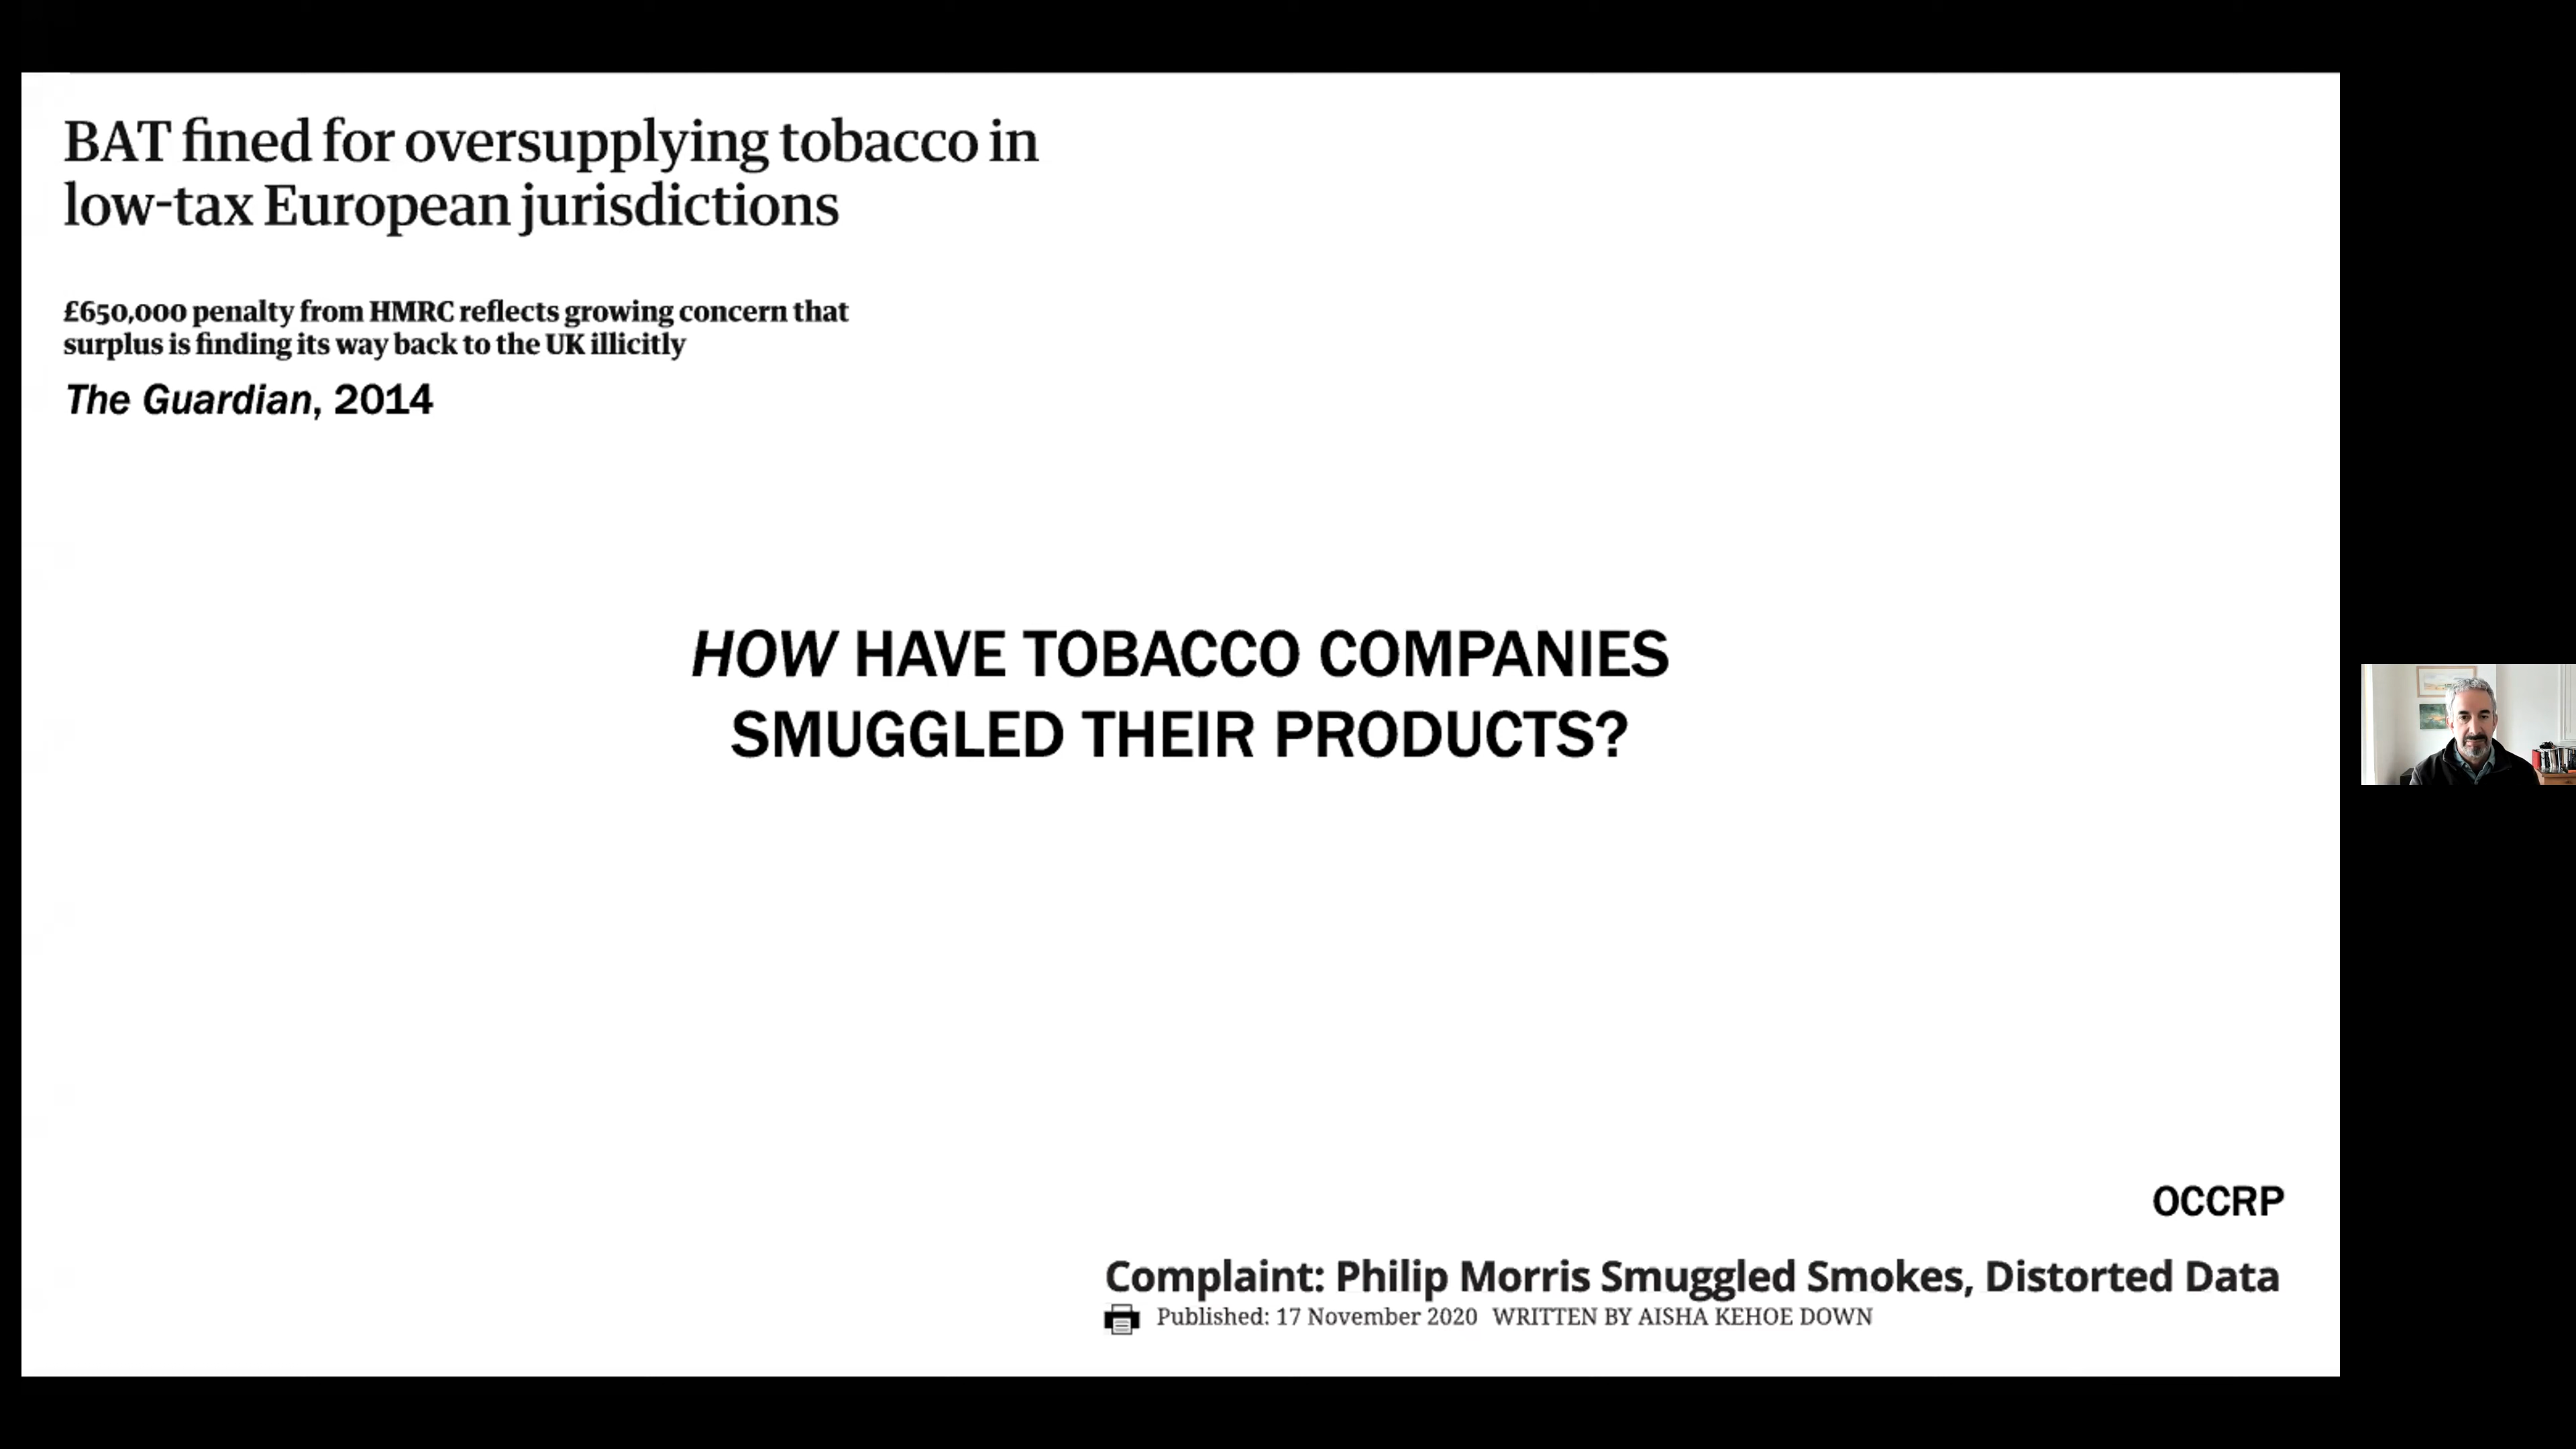 BAT fined for oversupplying tobacco in
low-tax European jurisdictions
£650,000 penalty from HMRC reflects growing concern that
surplus is finding its way back to the UK illicitly
The Guardian, 2014
HOW HAVE TOBACCO COMPANIES
SMUGGLED THEIR PRODUCTS?
OCCRP
Complaint: Philip Morris Smuggled Smokes, Distorted Data
Published: 17 November 2020 WRITTEN BY AISHA KEHOE DOWN